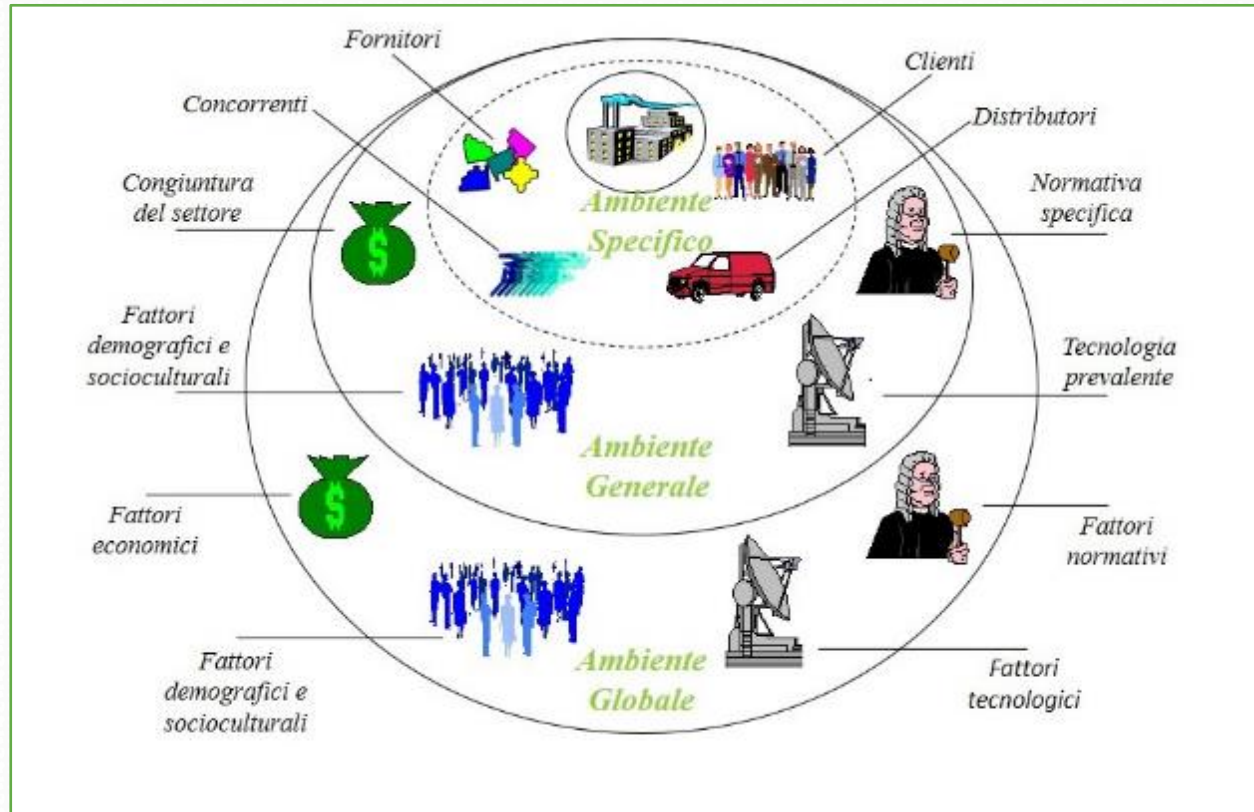 Fornitori
Clienti
Concorrenti
Distributori
Congiuntura
del settore
Normativa
specifica
Ambiente
Specifico
Fattori
demografici e
socioculturali
Tecnologia
prevalente
Ambiente
Generale
Fattori
economici
Fattori
normativi
Fattori
demografici e
socioculturali
Ambiente
Globale
Fattori
tecnologici
$
$